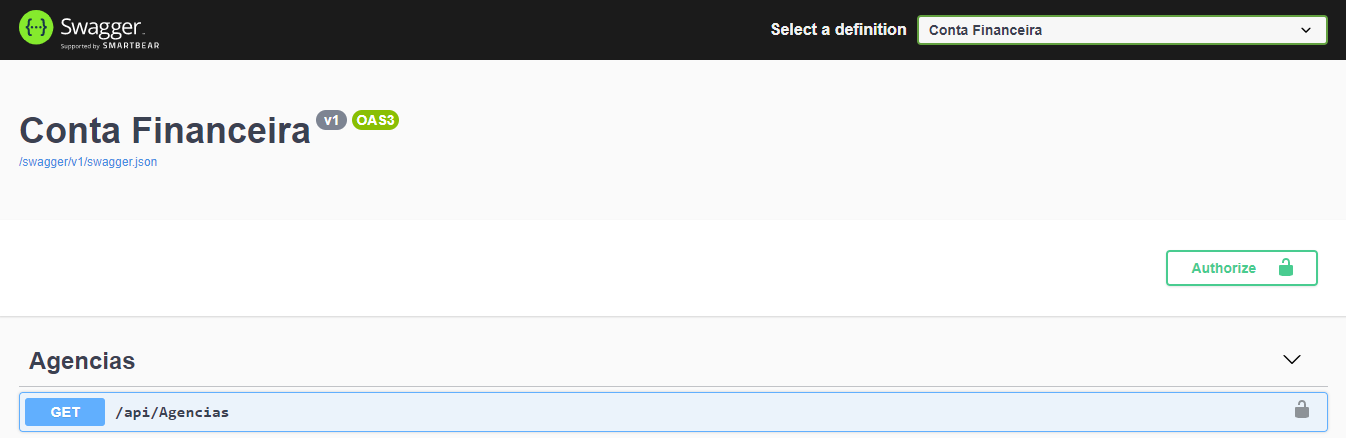 Swagger
Supported by SMARTBEAR
Select a definition
Conta Financeira
Conta Financeira v1 OAS3
/swagger/v1/swagger.json
Authorize
Agencias
GET /api/Agencias